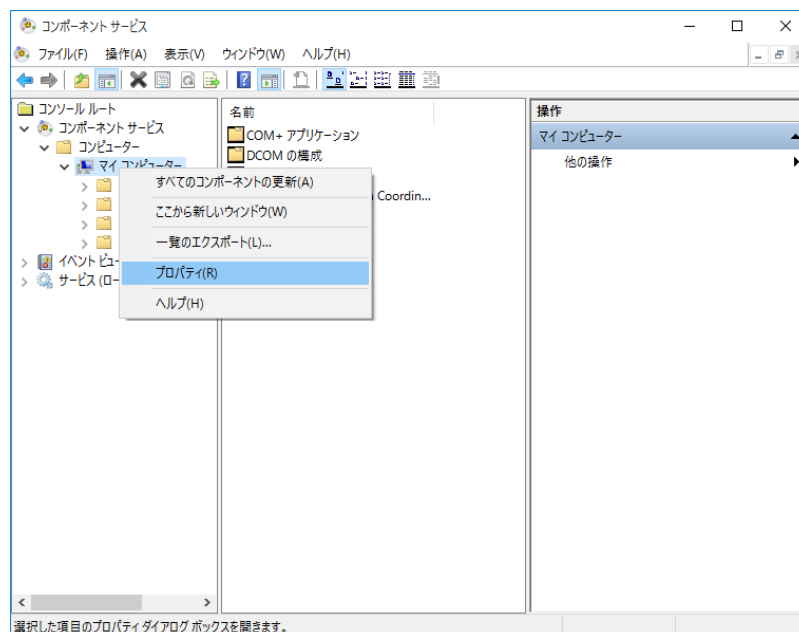 コンポーネント サービス
ファイル(F) 操作(A) 表示(V) ウィンドウ(W) ヘルプ(H)
コンソール ルート
コンポーネント サービス
コンピューター
マイ コンピューター
イベント ビュー
サービス (ロー
名前
COM+ アプリケーション
DCOM の構成
Coordin...
すべてのコンポーネントの更新(A)
ここから新しいウィンドウ(W)
一覧のエクスポート(L)...
プロパティ(R)
ヘルプ(H)
操作
マイ コンピューター
他の操作
選択した項目のプロパティ ダイアログ ボックスを開きます。